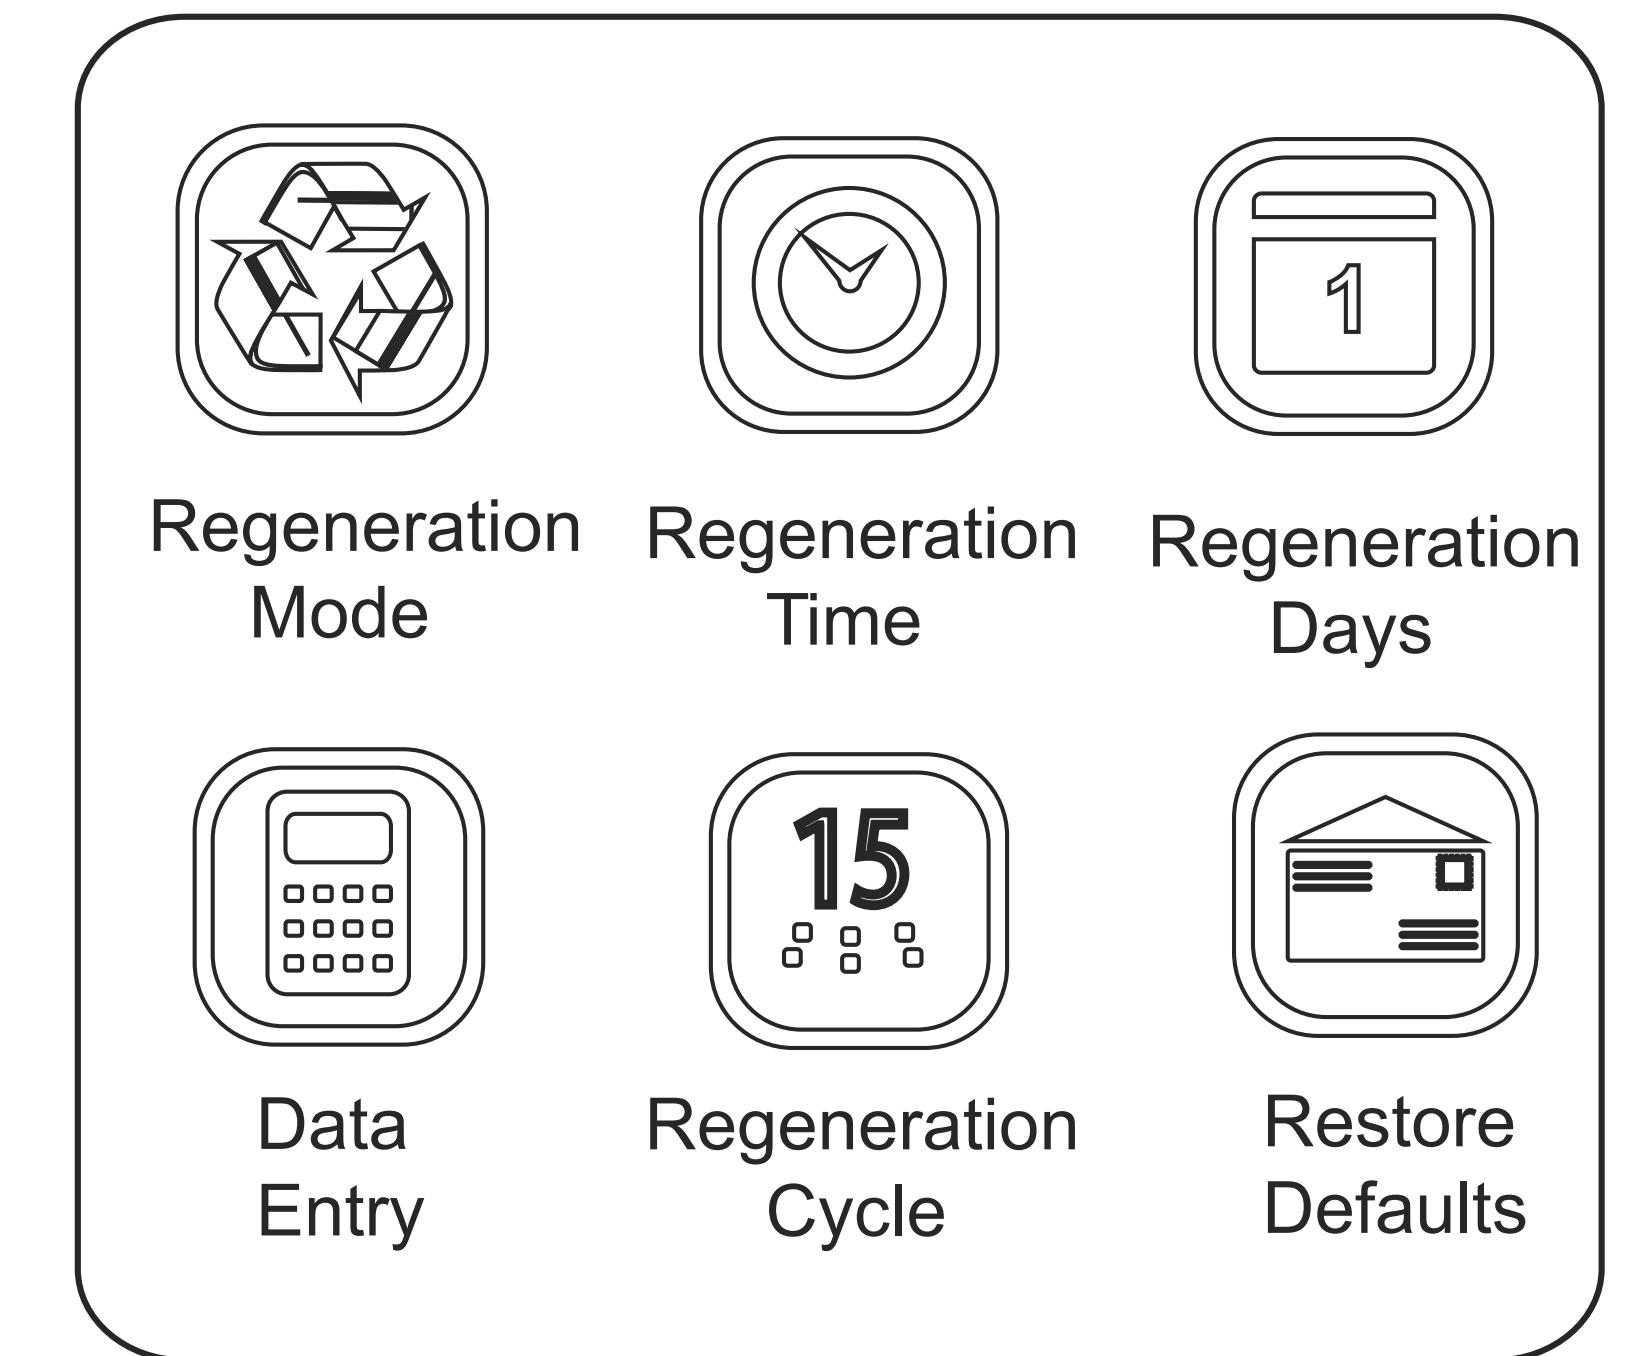 1
Regeneration
Mode
Regeneration
Time
Regeneration
Days
15
Data
Entry
Regeneration
Cycle
Restore
Defaults